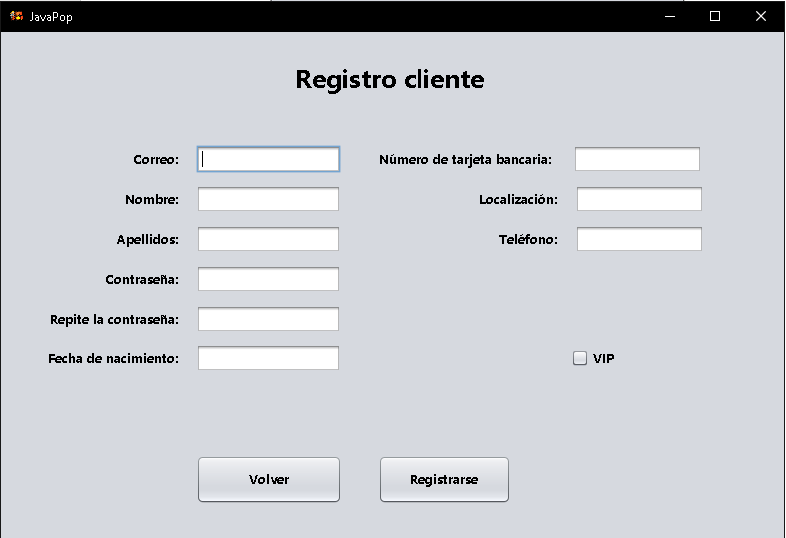 JavaPop
Registro cliente
Correo:
Número de tarjeta bancaria:
Nombre:
Localización:
Apellidos:
Teléfono:
Contraseña:
Repite la contraseña:
Fecha de nacimiento:
VIP
Volver
Registrarse